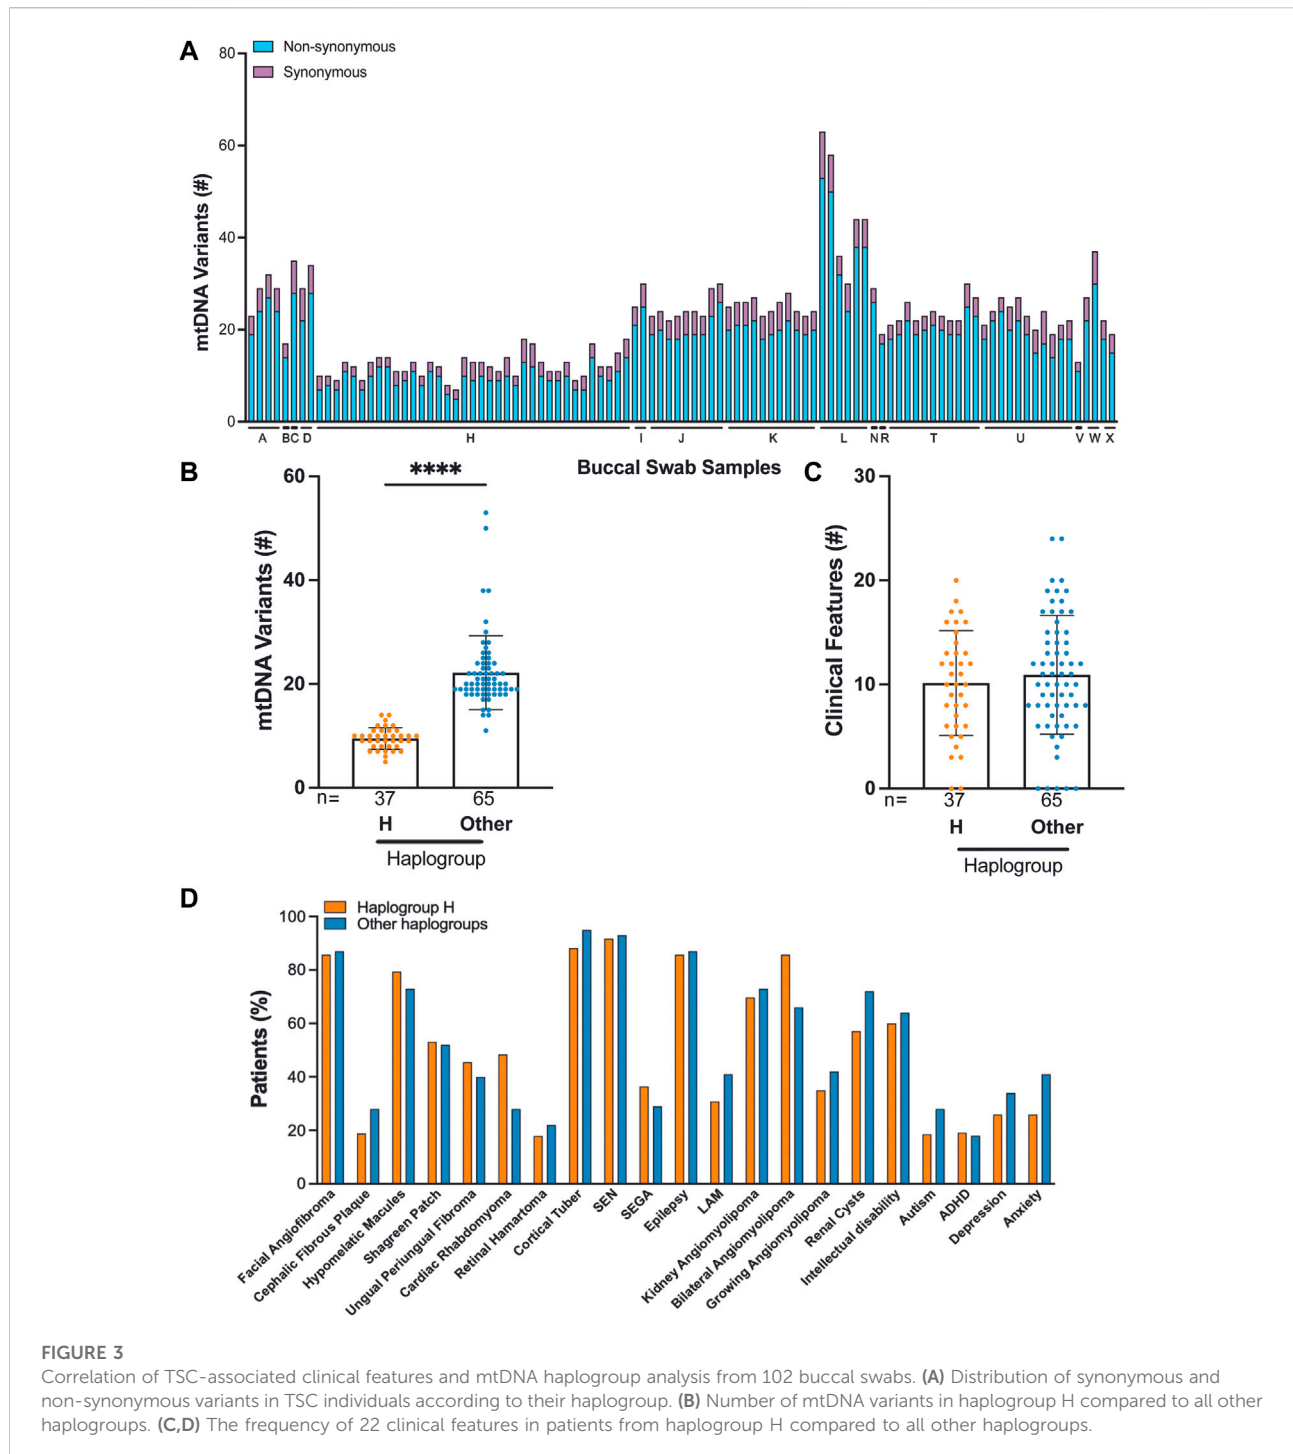 A
80
60
40
20
0
mtDNA Variants (#)
Non-synonymous
Synonymous
A B C D H I J K L N R T U V W X
Buccal Swab Samples
B
60
40
20
0
mtDNA Variants (#)
****
n= 37 65
H Other
Haplogroup
C
30
20
10
0
Clinical Features (#)
n= 37 65
H Other
Haplogroup
D
100
80
60
40
20
0
Patients (%)
Haplogroup H
Other haplogroups
Facial Angiofibroma
Cephalic Fibrous Plaque
Hypomelatic Macules
Shagreen Patch
Ungual Periungual Fibroma
Cardiac Rhabdomyoma
Retinal Hamartoma
Cortical Tuber
SEN
SEGA
Epilepsy
LAM
Kidney Angiomyolipoma
Bilateral Angiomyolipoma
Growing Angiomyolipoma
Renal Cysts
Intellectual disability
Autism
ADHD
Depression
Anxiety
FIGURE 3
Correlation of TSC-associated clinical features and mtDNA haplogroup analysis from 102 buccal swabs. (A) Distribution of synonymous and
non-synonymous variants in TSC individuals according to their haplogroup. (B) Number of mtDNA variants in haplogroup H compared to all other
haplogroups. (C,D) The frequency of 22 clinical features in patients from haplogroup H compared to all other haplogroups.